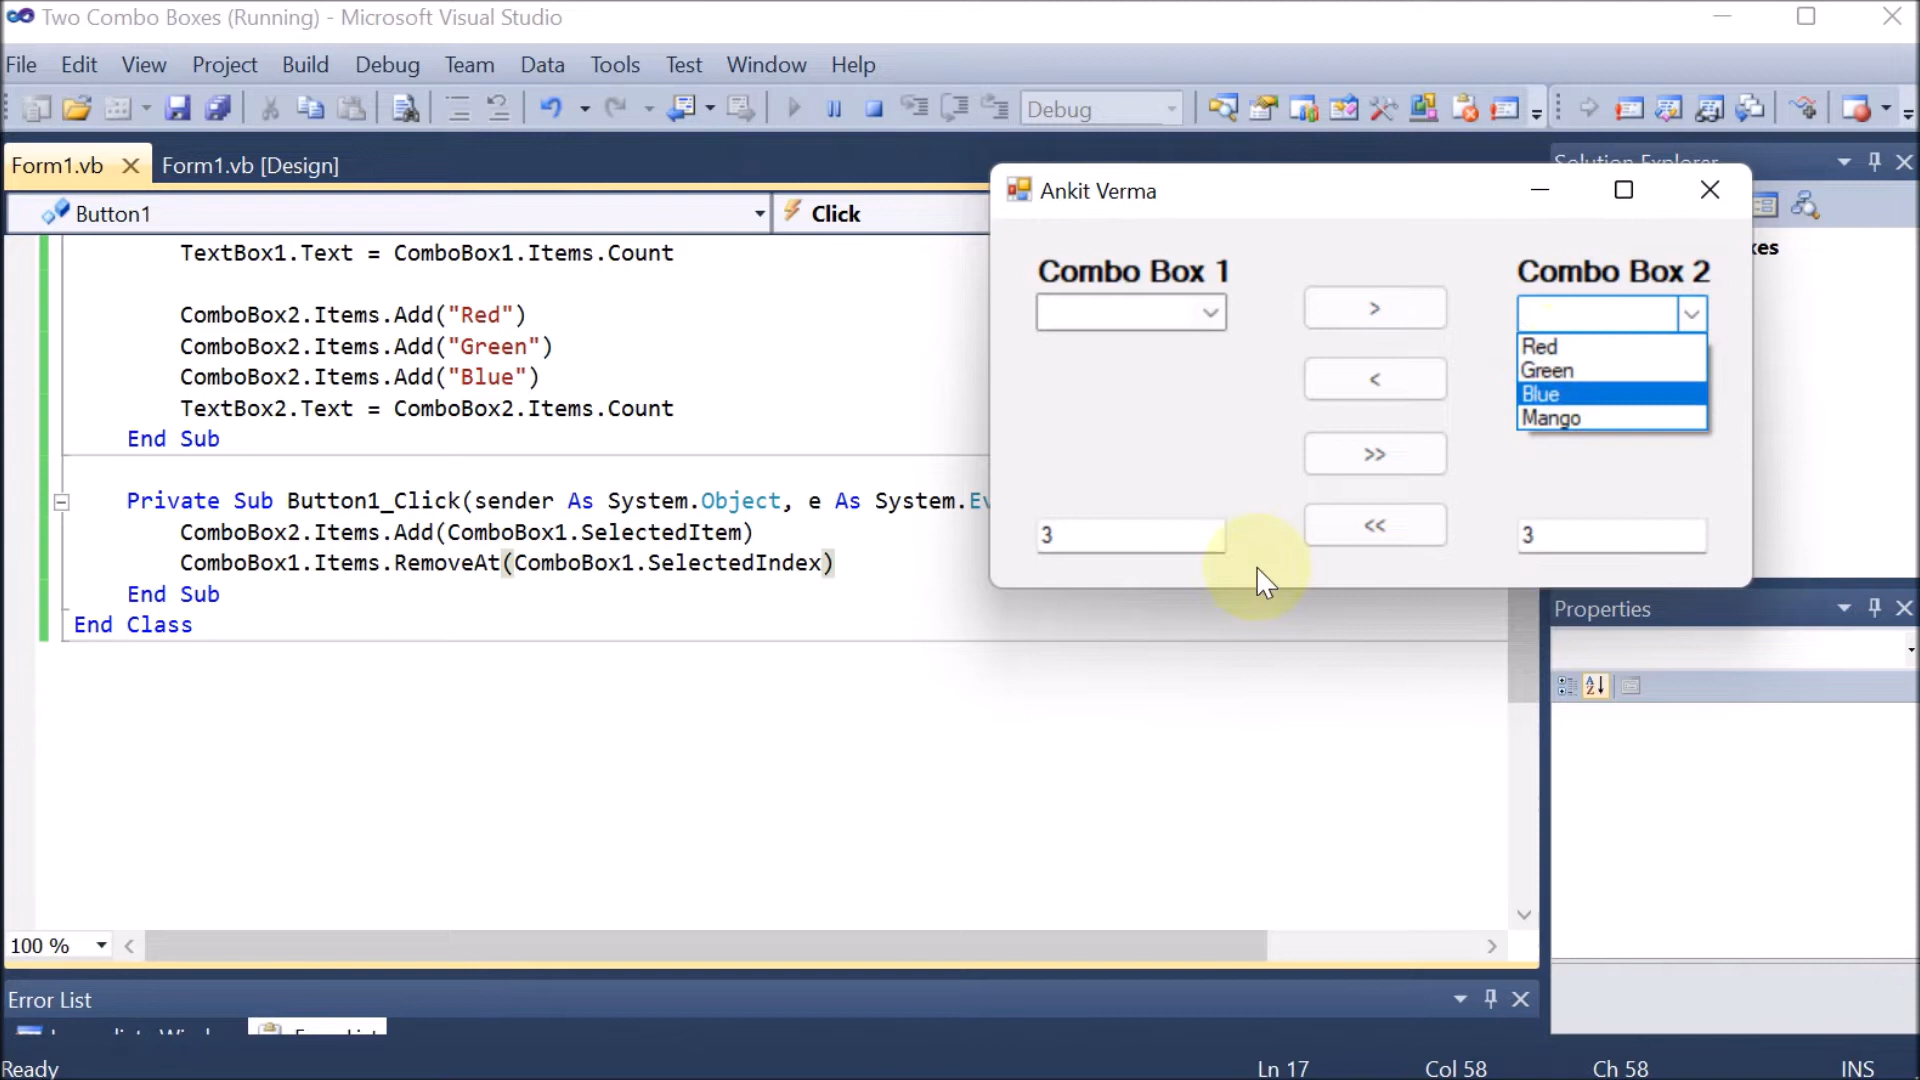 Two Combo Boxes (Running) - Microsoft Visual Studio
File Edit View Project Build Debug Team Data Tools Test Window Help
Debug
Form1.vb Form1.vb [Design]
Solution Explorer
Button1 Click
TextBox1.Text = ComboBox1.Items.Count
ComboBox2.Items.Add("Red")
ComboBox2.Items.Add("Green")
ComboBox2.Items.Add("Blue")
TextBox2.Text = ComboBox2.Items.Count
End Sub
Private Sub Button1_Click(sender As System.Object, e As System.Ev
ComboBox2.Items.Add(ComboBox1.SelectedItem)
ComboBox1.Items.RemoveAt(ComboBox1.SelectedIndex)
End Sub
End Class
Ankit Verma
Combo Box 1
Combo Box 2
>
<
>>
<<
Red
Green
Blue
Mango
3
3
xes
Properties
100 %
Error List
Ready
Ln 17 Col 58 Ch 58 INS